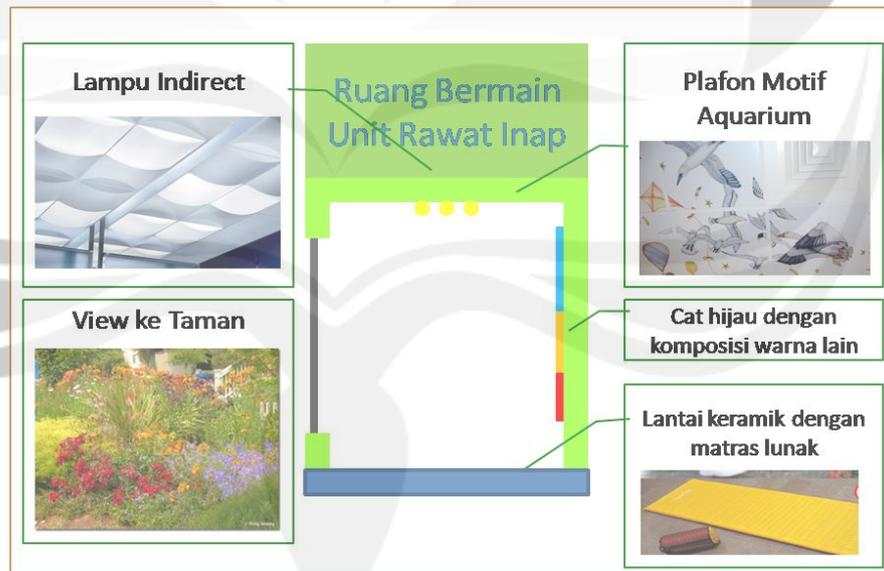 Lampu Indirect
Ruang Bermain
Unit Rawat Inap
Plafon Motif
Aquarium
View ke Taman
Cat hijau dengan
komposisi warna lain
Lantai keramik dengan
matras lunak